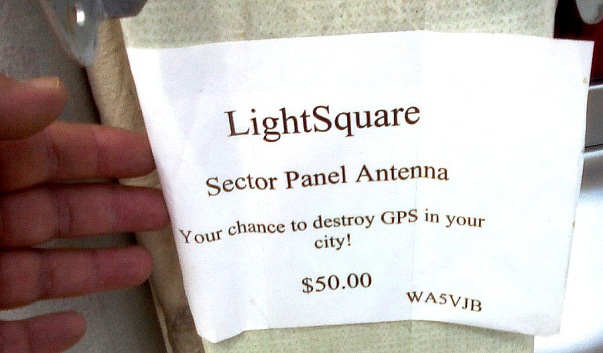 LightSquare
Sector Panel Antenna
Your chance to destroy GPS in your
city!
$50.00
WA5VJB